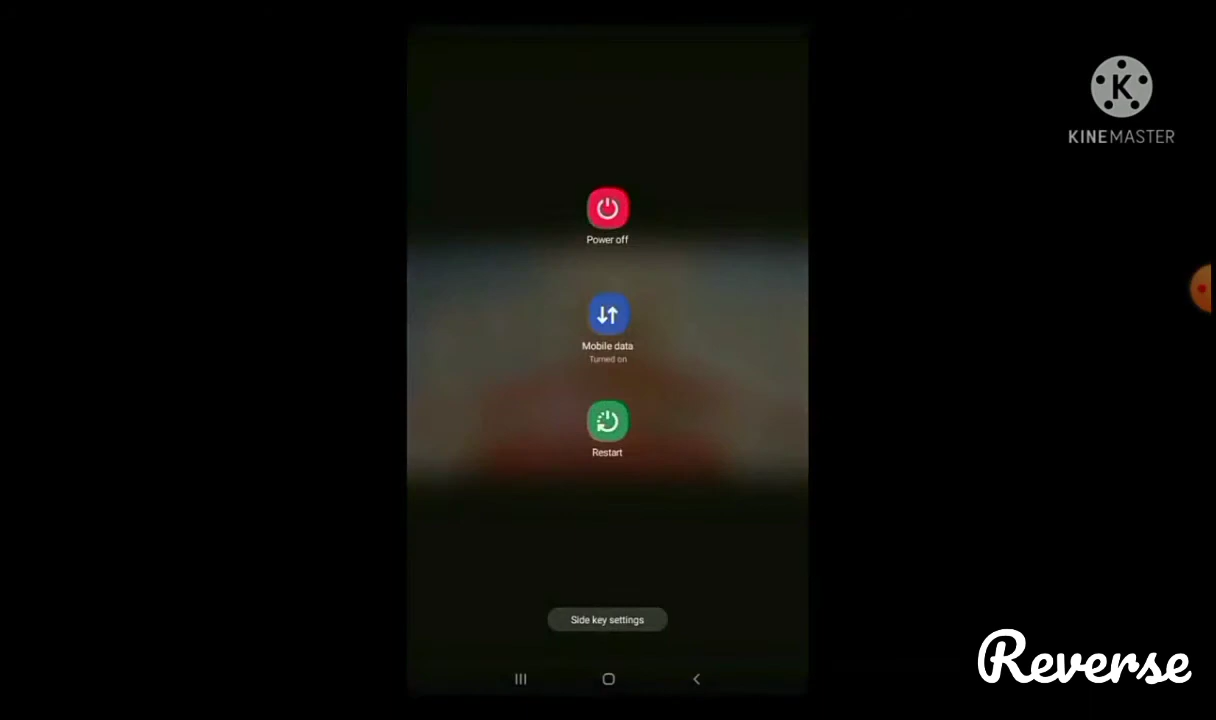 K
KINEMASTER
Power off
Mobile data
Turned on
Restart
Side key settings
Reverse